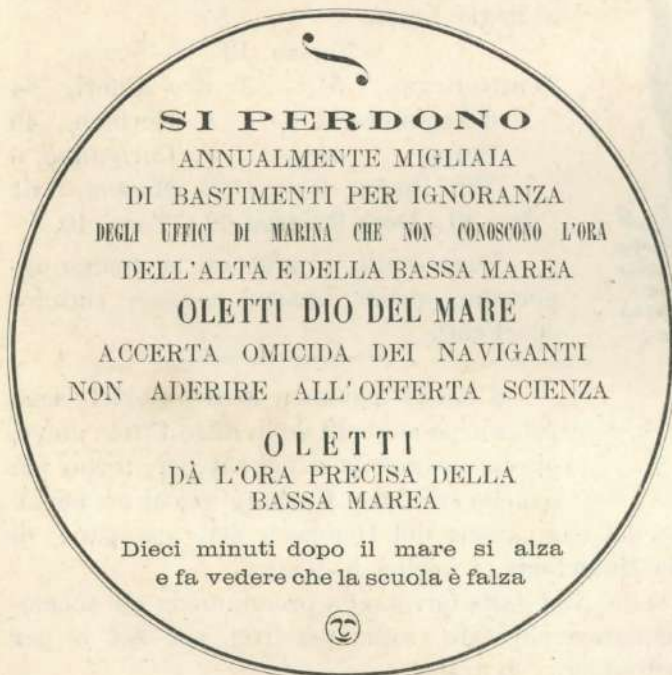 SI PERDONO
ANNUALMENTE MIGLIAIA
DI BASTIMENTI PER IGNORANZA
DEGLI UFFICI DI MARINA CHE NON CONOSCONO L'ORA
DELL'ALTA E DELLA BASSA MAREA
OLETTI DIO DEL MARE
ACCERTA OMICIDA DEI NAVIGANTI
NON ADERIRE ALL'OFFERTA SCIENZA
OLETTI
DÀ L'ORA PRECISA DELLA
BASSA MAREA
Dieci minuti dopo il mare si alza
e fa vedere che la scuola è falza